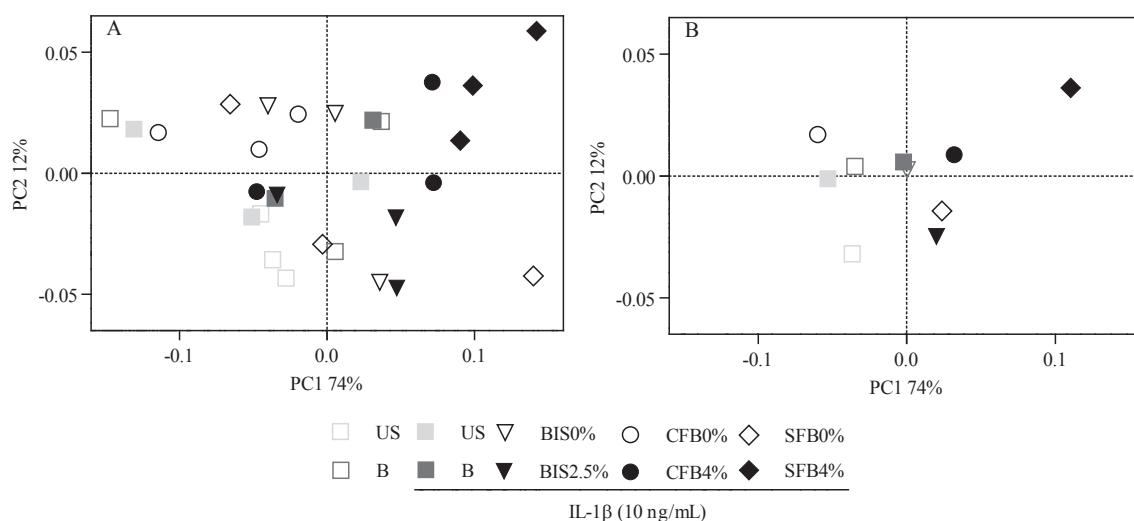 A
B
0.05
0.00
-0.05
PC2 12%
-0.1
0.0
0.1
PC1 74%
0.05
0.00
-0.05
PC2 12%
-0.1
0.0
0.1
PC1 74%
US US BIS0% CFB0% SFB0%
B B BIS2.5% CFB4% SFB4%
IL-1β (10 ng/mL)